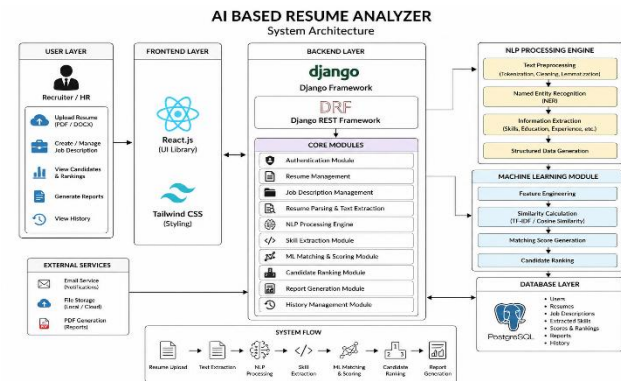 AI BASED RESUME ANALYZER
System Architecture
USER LAYER
Recruiter / HR
Upload Resume
(PDF / DOCX)
Create / Manage
Job Description
View Candidates
& Rankings
Generate Reports
View History
EXTERNAL SERVICES
Email Service
(Notifications)
File Storage
(Local / Cloud)
PDF Generation
(Reports)
FRONTEND LAYER
React.js
(UI Library)
Tailwind CSS
(Styling)
BACKEND LAYER
django
Django Framework
DRF
Django REST Framework
CORE MODULES
Authentication Module
Resume Management
Job Description Management
Resume Parsing & Text Extraction
NLP Processing Engine
Skill Extraction Module
ML Matching & Scoring Module
Candidate Ranking Module
Report Generation Module
History Management Module
NLP PROCESSING ENGINE
Text Preprocessing
(Tokenization, Cleaning, Lemmatization)
Named Entity Recognition
(NER)
Information Extraction
(Skills, Education, Experience, etc.)
Structured Data Generation
MACHINE LEARNING MODULE
Feature Engineering
Similarity Calculation
(TF-IDF / Cosine Similarity)
Matching Score Generation
Candidate Ranking
DATABASE LAYER
PostgreSQL
• Users
• Resumes
• Job Descriptions
• Extracted Skills
• Scores & Rankings
• Reports
• History
SYSTEM FLOW
Resume Upload
Text Extraction
NLP
Processing
Skill
Extraction
ML Matching
& Scoring
1 2 3
Candidate
Ranking
Report
Generation